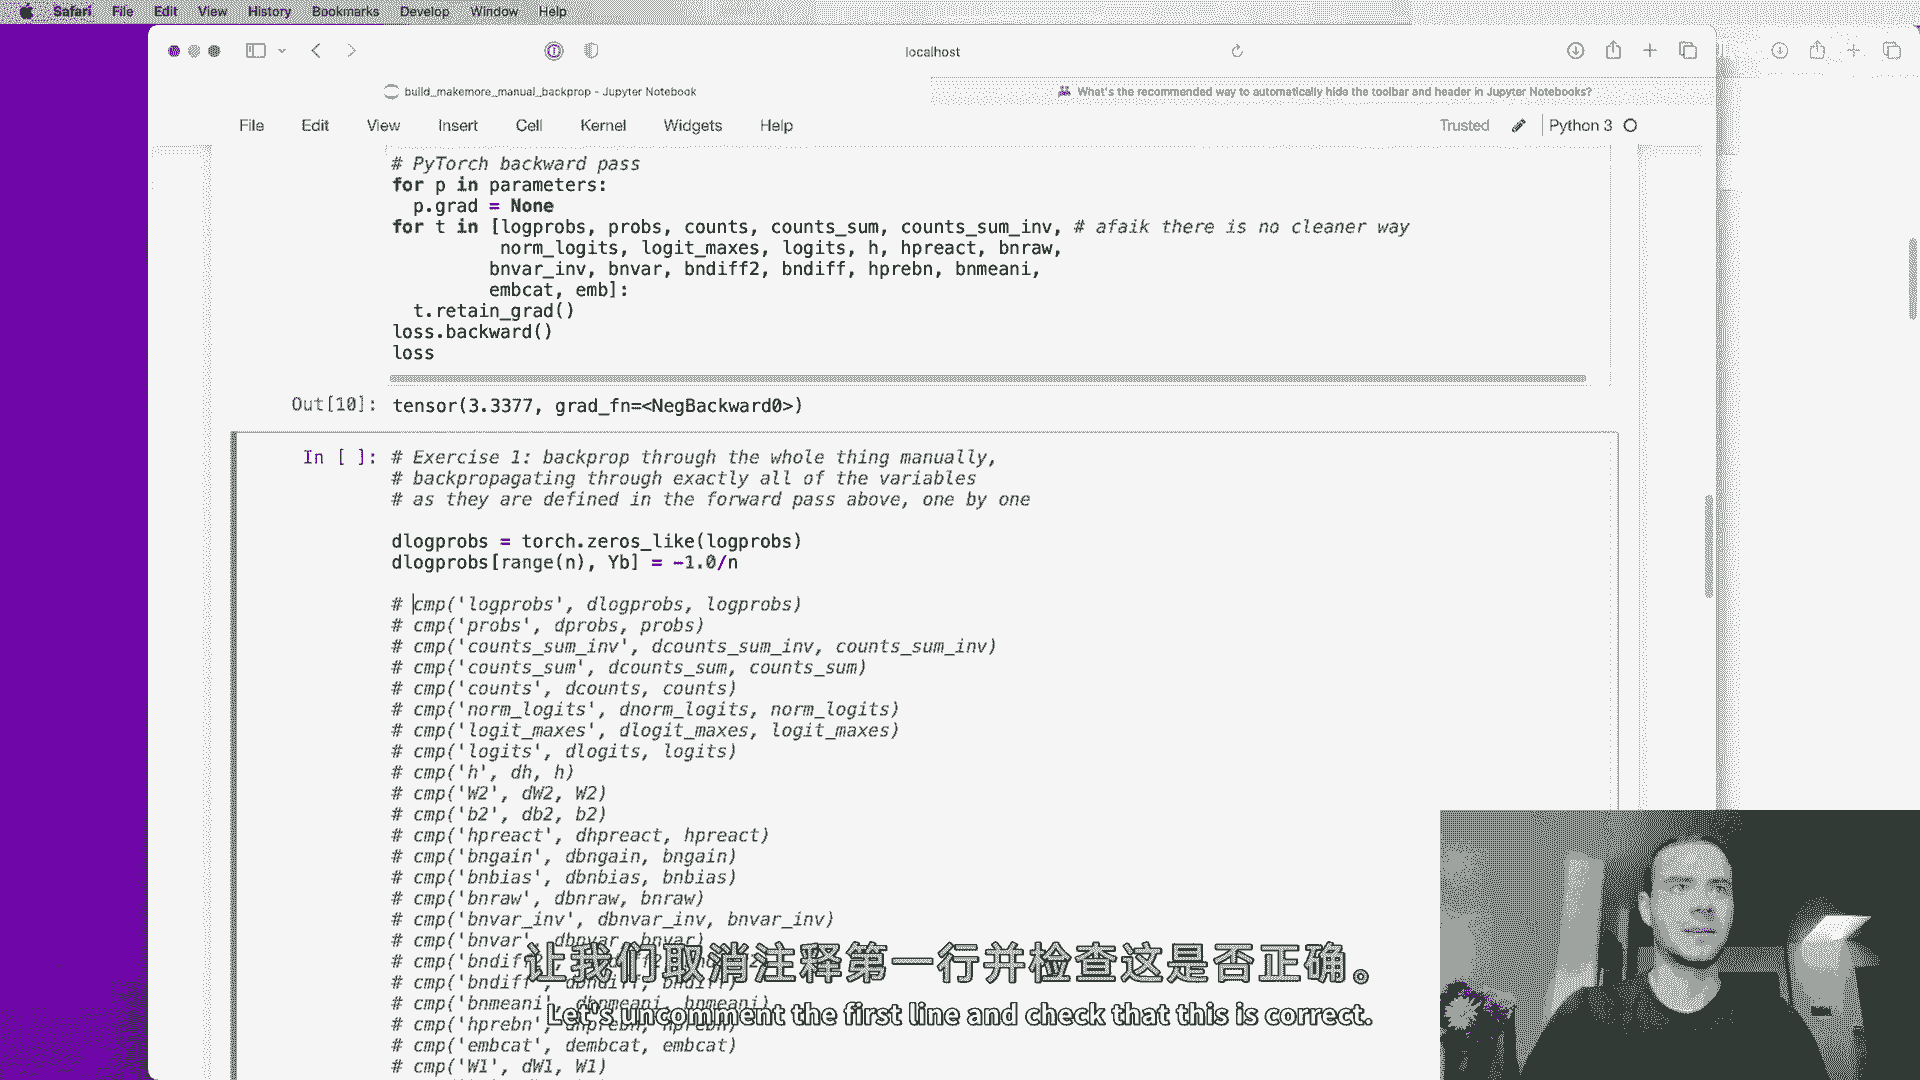 Safari File Edit View History Bookmarks Develop Window Help
localhost
build_makemore_manual_backprop - Jupyter Notebook
What's the recommended way to automatically hide the toolbar and header in Jupyter Notebooks?
File Edit View Insert Cell Kernel Widgets Help
Trusted Python 3
# PyTorch backward pass
for p in parameters:
p.grad = None
for t in [logprobs, probs, counts, counts_sum, counts_sum_inv, # afaik there is no cleaner way
norm_logits, logit_maxes, logits, h, hpreact, bnraw,
bnvar_inv, bnvar, bndiff2, bndiff, hprebn, bnmeani,
embcat, emb]:
t.retain_grad()
loss.backward()
loss
Out[10]: tensor(3.3377, grad_fn=<NegBackward0>)
In [ ]: # Exercise 1: backprop through the whole thing manually,
# backpropagating through exactly all of the variables
# as they are defined in the forward pass above, one by one
dlogprobs = torch.zeros_like(logprobs)
dlogprobs[range(n), Yb] = -1.0/n
# cmp('logprobs', dlogprobs, logprobs)
# cmp('probs', dprobs, probs)
# cmp('counts_sum_inv', dcounts_sum_inv, counts_sum_inv)
# cmp('counts_sum', dcounts_sum, counts_sum)
# cmp('counts', dcounts, counts)
# cmp('norm_logits', dnorm_logits, norm_logits)
# cmp('logit_maxes', dlogit_maxes, logit_maxes)
# cmp('logits', dlogits, logits)
# cmp('h', dh, h)
# cmp('W2', dW2, W2)
# cmp('b2', db2, b2)
# cmp('hpreact', dhpreact, hpreact)
# cmp('bngain', dbngain, bngain)
# cmp('bnbias', dbnbias, bnbias)
# cmp('bnraw', dbnraw, bnraw)
# cmp('bnvar_inv', dbnvar_inv, bnvar_inv)
# cmp('bnvar', dbnvar, bnvar)
# cmp('bndiff
# cmp('bndiff', dbndiff, bndiff)
# cmp('bnmeani', dbnmeani, bnmeani)
# cmp('hprebn', dhprebn, hprebn)
# cmp('embcat', dembcat, embcat)
# cmp('W1', dW1, W1)
让我们取消注释第一行并检查这是否正确。
Let's uncomment the first line and check that this is correct.